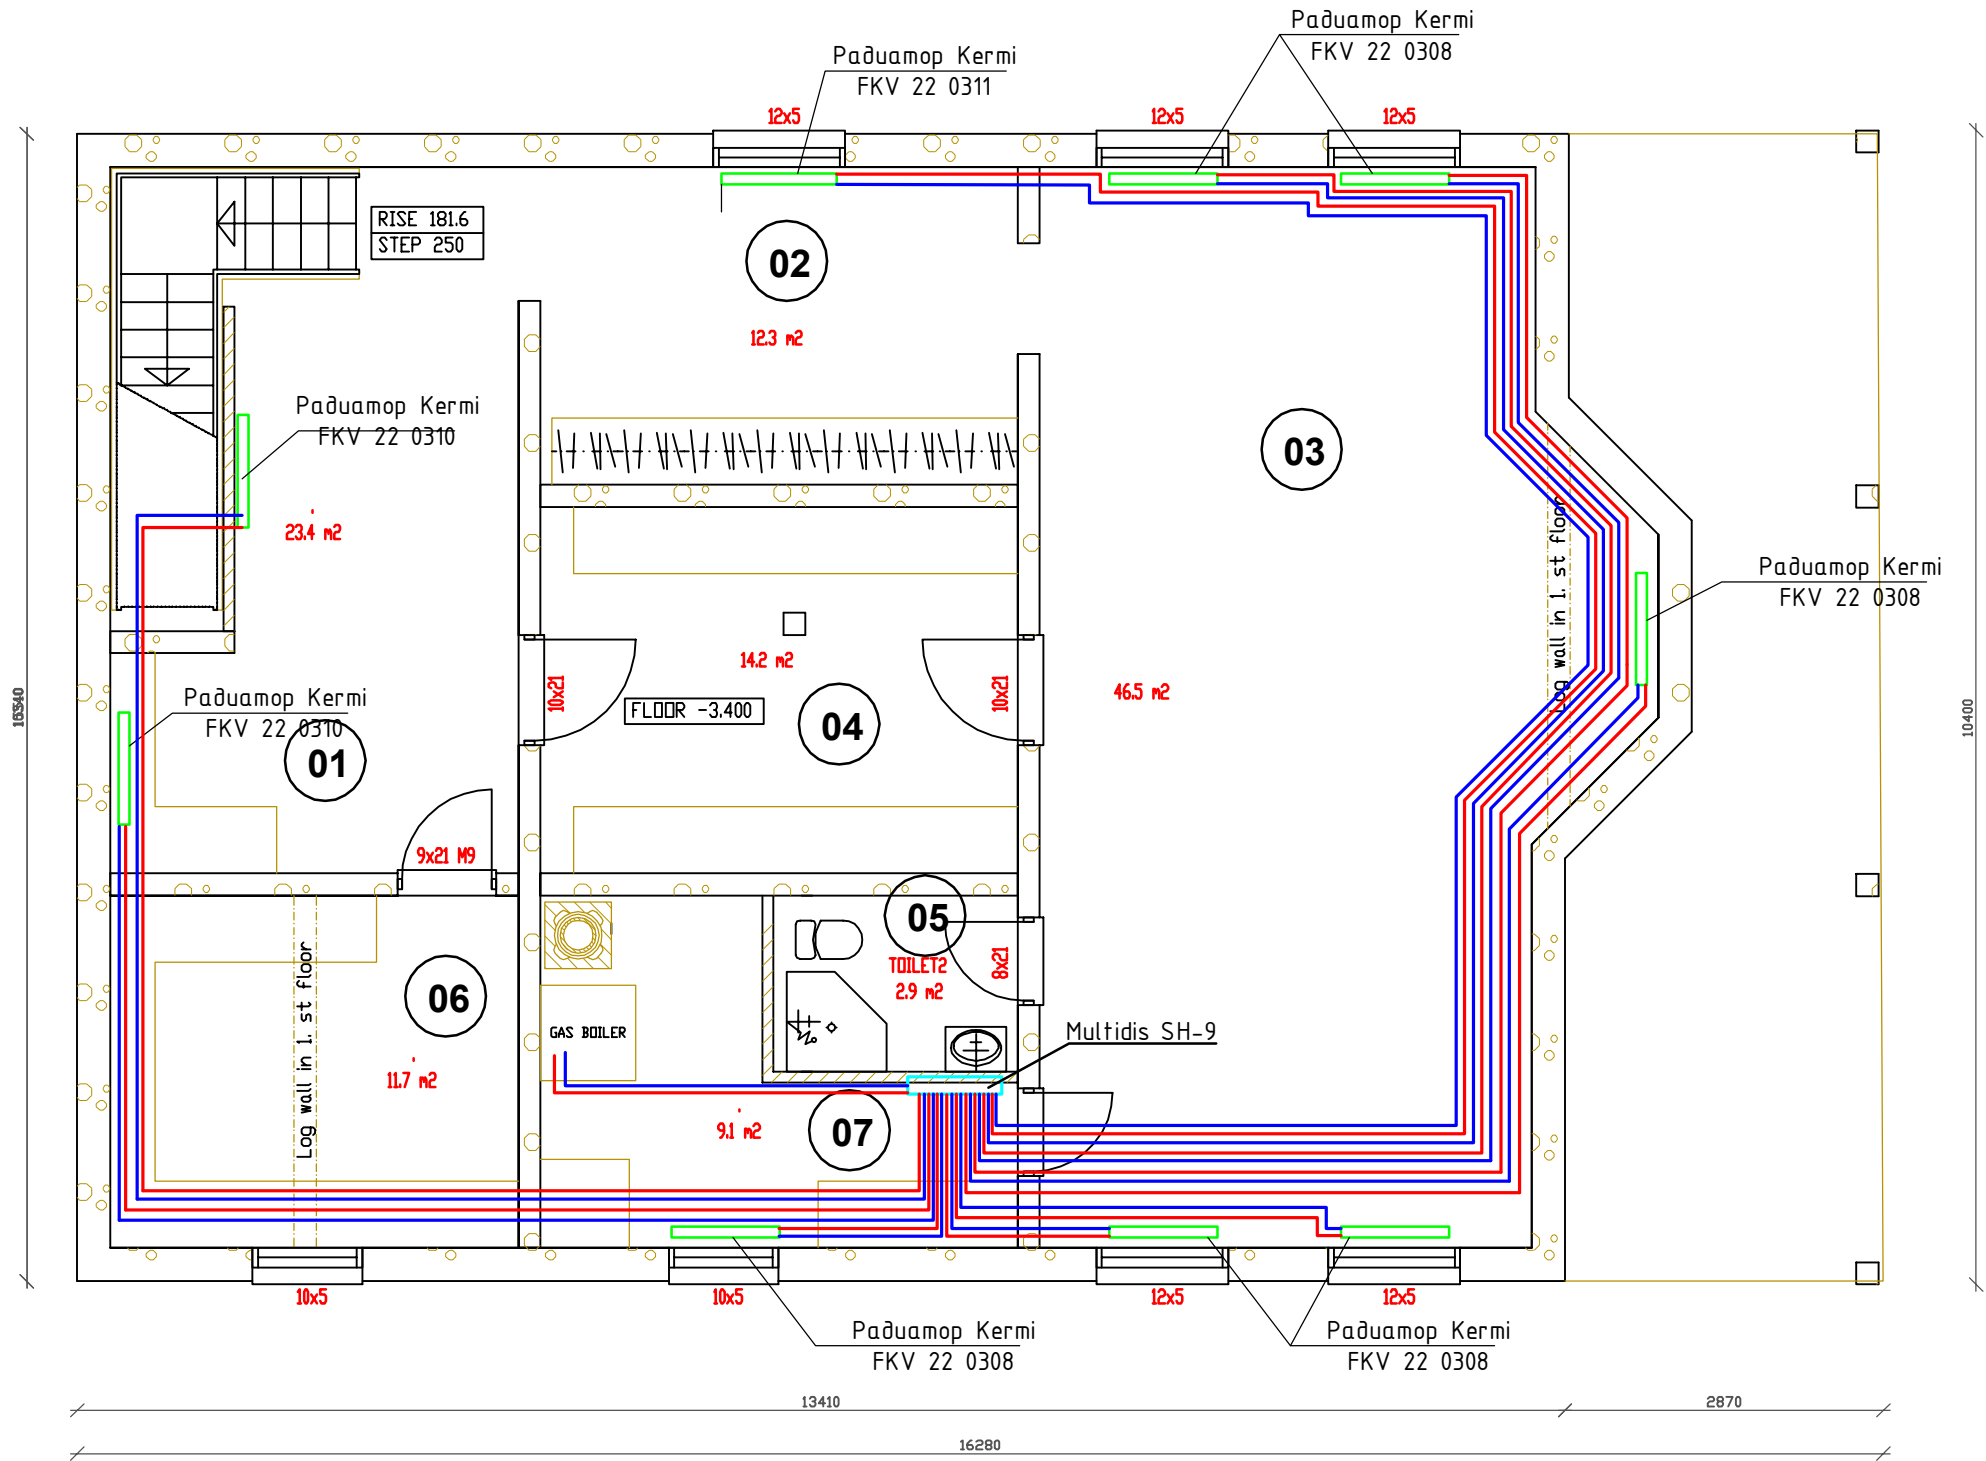 Радиатор Kermi
FKV 22 0308
Радиатор Kermi
FKV 22 0311
12x5
12x5
12x5
RISE 181.6
STEP 250
02
12.3 m2
Радиатор Kermi
FKV 22 0310
03
23.4 m2
Log wall in 1. st floor
Радиатор Kermi
FKV 22 0308
14.2 m2
10x21
10x21
46.5 m2
FLOOR -3.400
04
Радиатор Kermi
FKV 22 0310
01
10400
9x21 M9
05
TOILET2
2.9 m2
8x21
06
Log wall in 1. st floor
GAS BOILER
Multidis SH-9
11.7 m2
9.1 m2
07
10x5
10x5
12x5
12x5
Радиатор Kermi
FKV 22 0308
Радиатор Kermi
FKV 22 0308
13410
2870
16280